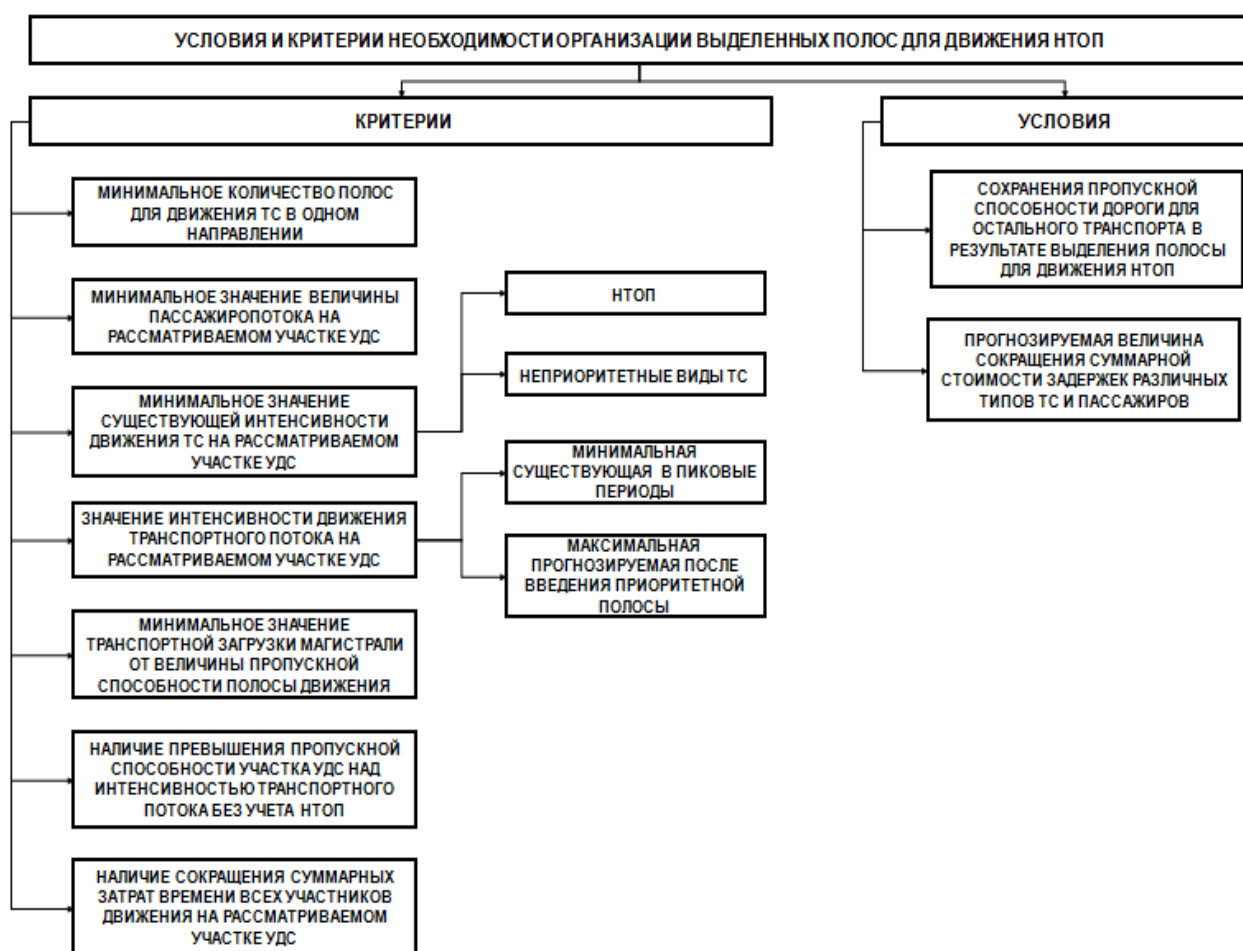 УСЛОВИЯ И КРИТЕРИИ НЕОБХОДИМОСТИ ОРГАНИЗАЦИИ ВЫДЕЛЕННЫХ ПОЛОС ДЛЯ ДВИЖЕНИЯ НТОП
КРИТЕРИИ
МИНИМАЛЬНОЕ КОЛИЧЕСТВО ПОЛОС
ДЛЯ ДВИЖЕНИЯ ТС В ОДНОМ
НАПРАВЛЕНИИ
МИНИМАЛЬНОЕ ЗНАЧЕНИЕ ВЕЛИЧИНЫ
ПАССАЖИРОПОТОКА НА
РАССМАТРИВАЕМОМ УЧАСТКЕ УДС
МИНИМАЛЬНОЕ ЗНАЧЕНИЕ
СУЩЕСТВУЮЩЕЙ ИНТЕНСИВНОСТИ
ДВИЖЕНИЯ ТС НА РАССМАТРИВАЕМОМ
УЧАСТКЕ УДС
НТОП
НЕПРИОРИТЕТНЫЕ ВИДЫ ТС
ЗНАЧЕНИЕ ИНТЕНСИВНОСТИ ДВИЖЕНИЯ
ТРАНСПОРТНОГО ПОТОКА НА
РАССМАТРИВАЕМОМ УЧАСТКЕ УДС
МИНИМАЛЬНАЯ
СУЩЕСТВУЮЩАЯ В ПИКОВЫЕ
ПЕРИОДЫ
МАКСИМАЛЬНАЯ
ПРОГНОЗИРУЕМАЯ ПОСЛЕ
ВВЕДЕНИЯ ПРИОРИТЕТНОЙ
ПОЛОСЫ
МИНИМАЛЬНОЕ ЗНАЧЕНИЕ
ТРАНСПОРТНОЙ ЗАГРУЗКИ МАГИСТРАЛИ
ОТ ВЕЛИЧИНЫ ПРОПУСКНОЙ
СПОСОБНОСТИ ПОЛОСЫ ДВИЖЕНИЯ
НАЛИЧИЕ ПРЕВЫШЕНИЯ ПРОПУСКНОЙ
СПОСОБНОСТИ УЧАСТКА УДС НАД
ИНТЕНСИВНОСТЬЮ ТРАНСПОРТНОГО
ПОТОКА БЕЗ УЧЕТА НТОП
НАЛИЧИЕ СОКРАЩЕНИЯ СУММАРНЫХ
ЗАТРАТ ВРЕМЕНИ ВСЕХ УЧАСТНИКОВ
ДВИЖЕНИЯ НА РАССМАТРИВАЕМОМ
УЧАСТКЕ УДС
УСЛОВИЯ
СОХРАНЕНИЯ ПРОПУСКНОЙ
СПОСОБНОСТИ ДОРОГИ ДЛЯ
ОСТАЛЬНОГО ТРАНСПОРТА В
РЕЗУЛЬТАТЕ ВЫДЕЛЕНИЯ ПОЛОСЫ
ДЛЯ ДВИЖЕНИЯ НТОП
ПРОГНОЗИРУЕМАЯ ВЕЛИЧИНА
СОКРАЩЕНИЯ СУММАРНОЙ
СТОИМОСТИ ЗАДЕРЖЕК РАЗЛИЧНЫХ
ТИПОВ ТС И ПАССАЖИРОВ